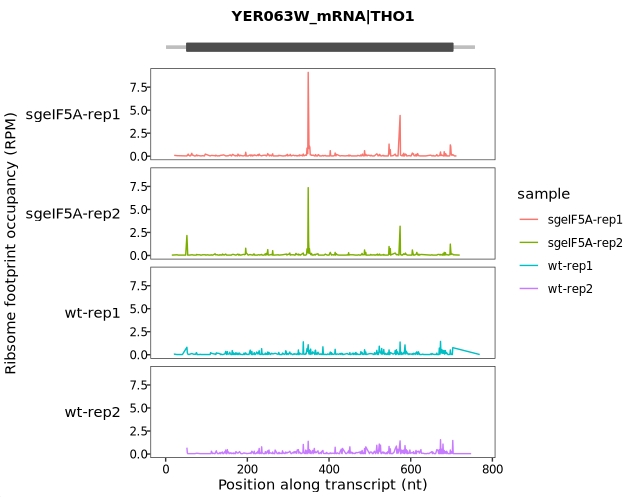 YER063W_mRNA|THO1
Ribsome footprint occupancy (RPM)
sgeIF5A-rep1
7.5
5.0
2.5
0.0
sgeIF5A-rep2
7.5
5.0
2.5
0.0
wt-rep1
7.5
5.0
2.5
0.0
wt-rep2
7.5
5.0
2.5
0.0
0 200 400 600 800
Position along transcript (nt)
sample
sgeIF5A-rep1
sgeIF5A-rep2
wt-rep1
wt-rep2